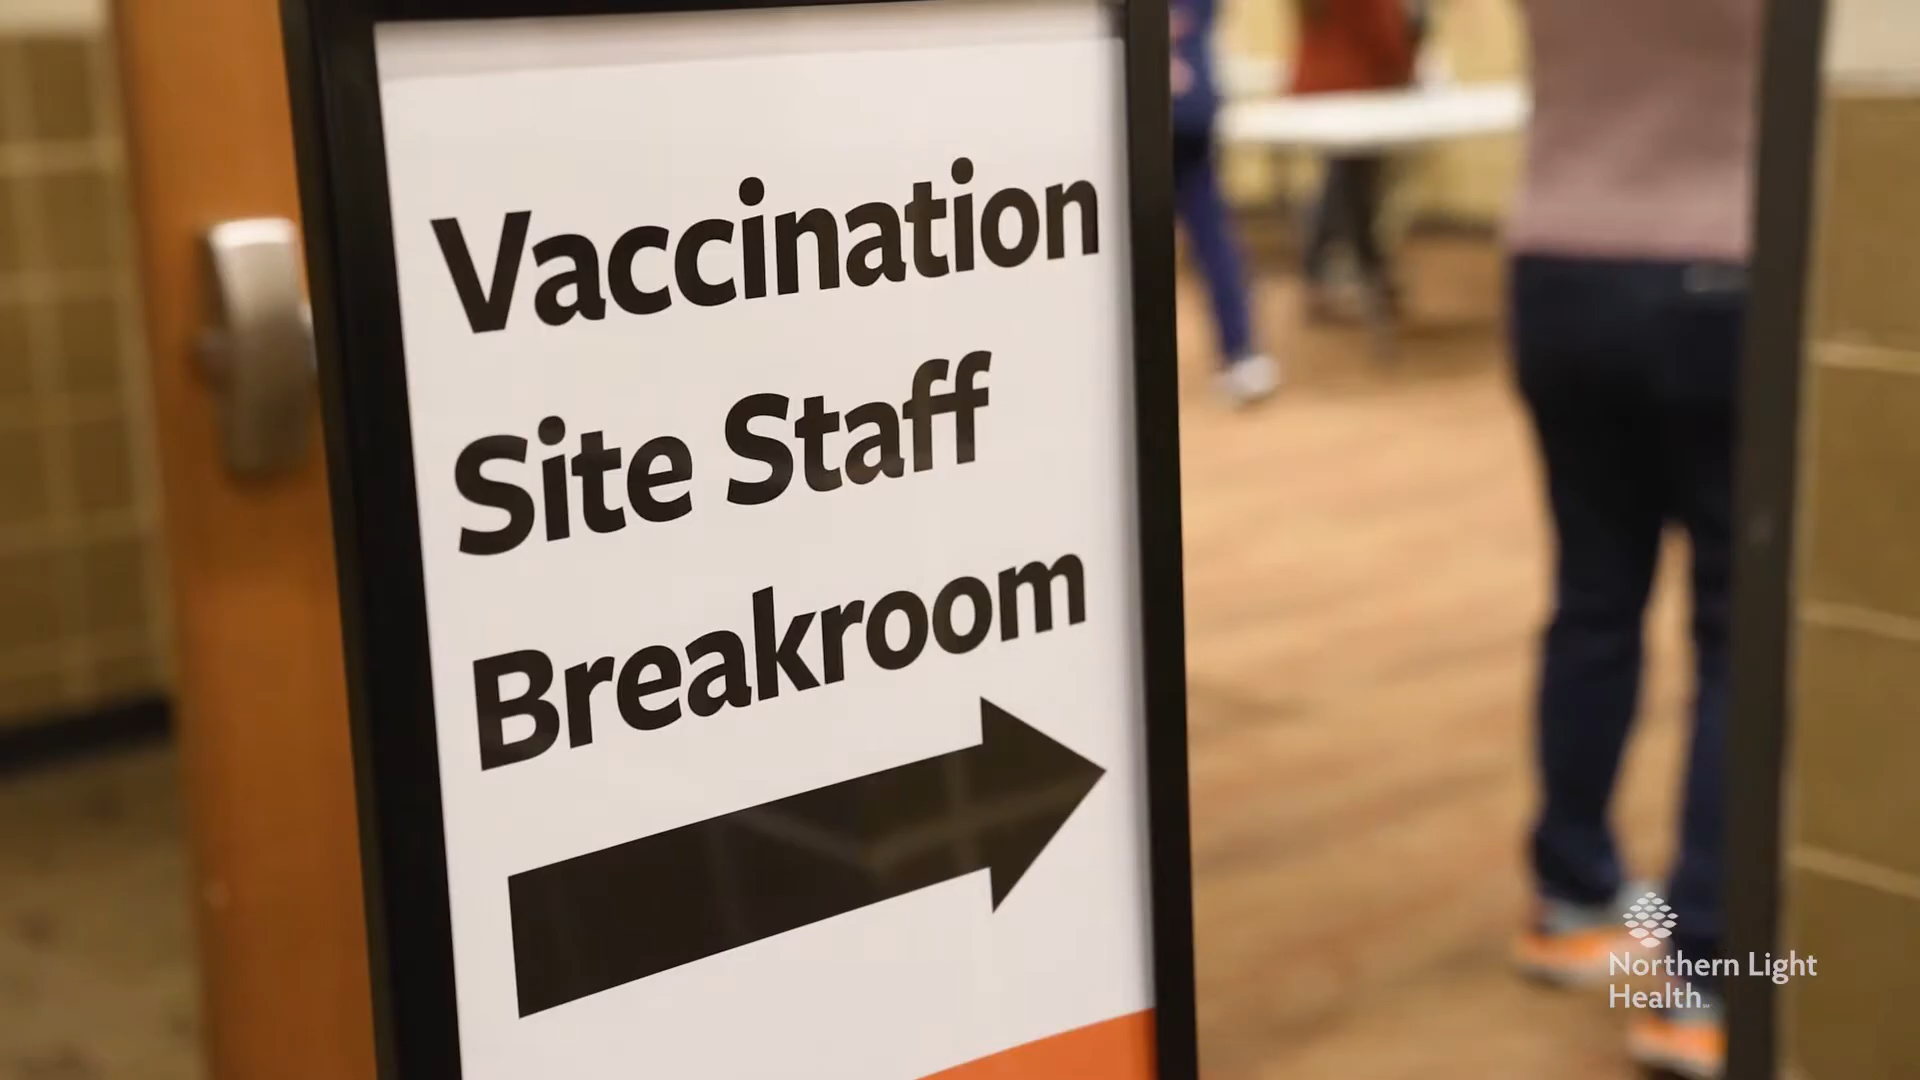 Vaccination
Site Staff
Breakroom
Northern Light
Health